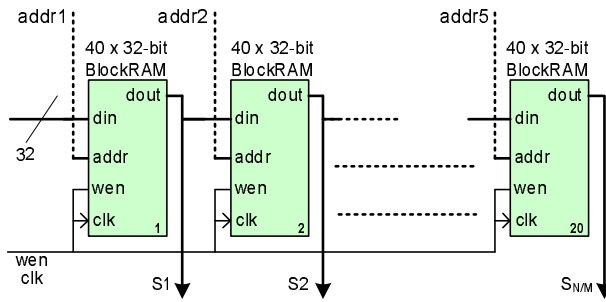 addr1
addr2
addr5
40 x 32-bit
BlockRAM
40 x 32-bit
BlockRAM
40 x 32-bit
BlockRAM
dout
din
addr
wen
clk
1
dout
din
addr
wen
clk
2
dout
din
addr
wen
clk
20
32
wen
clk
S1
S2
SN/M